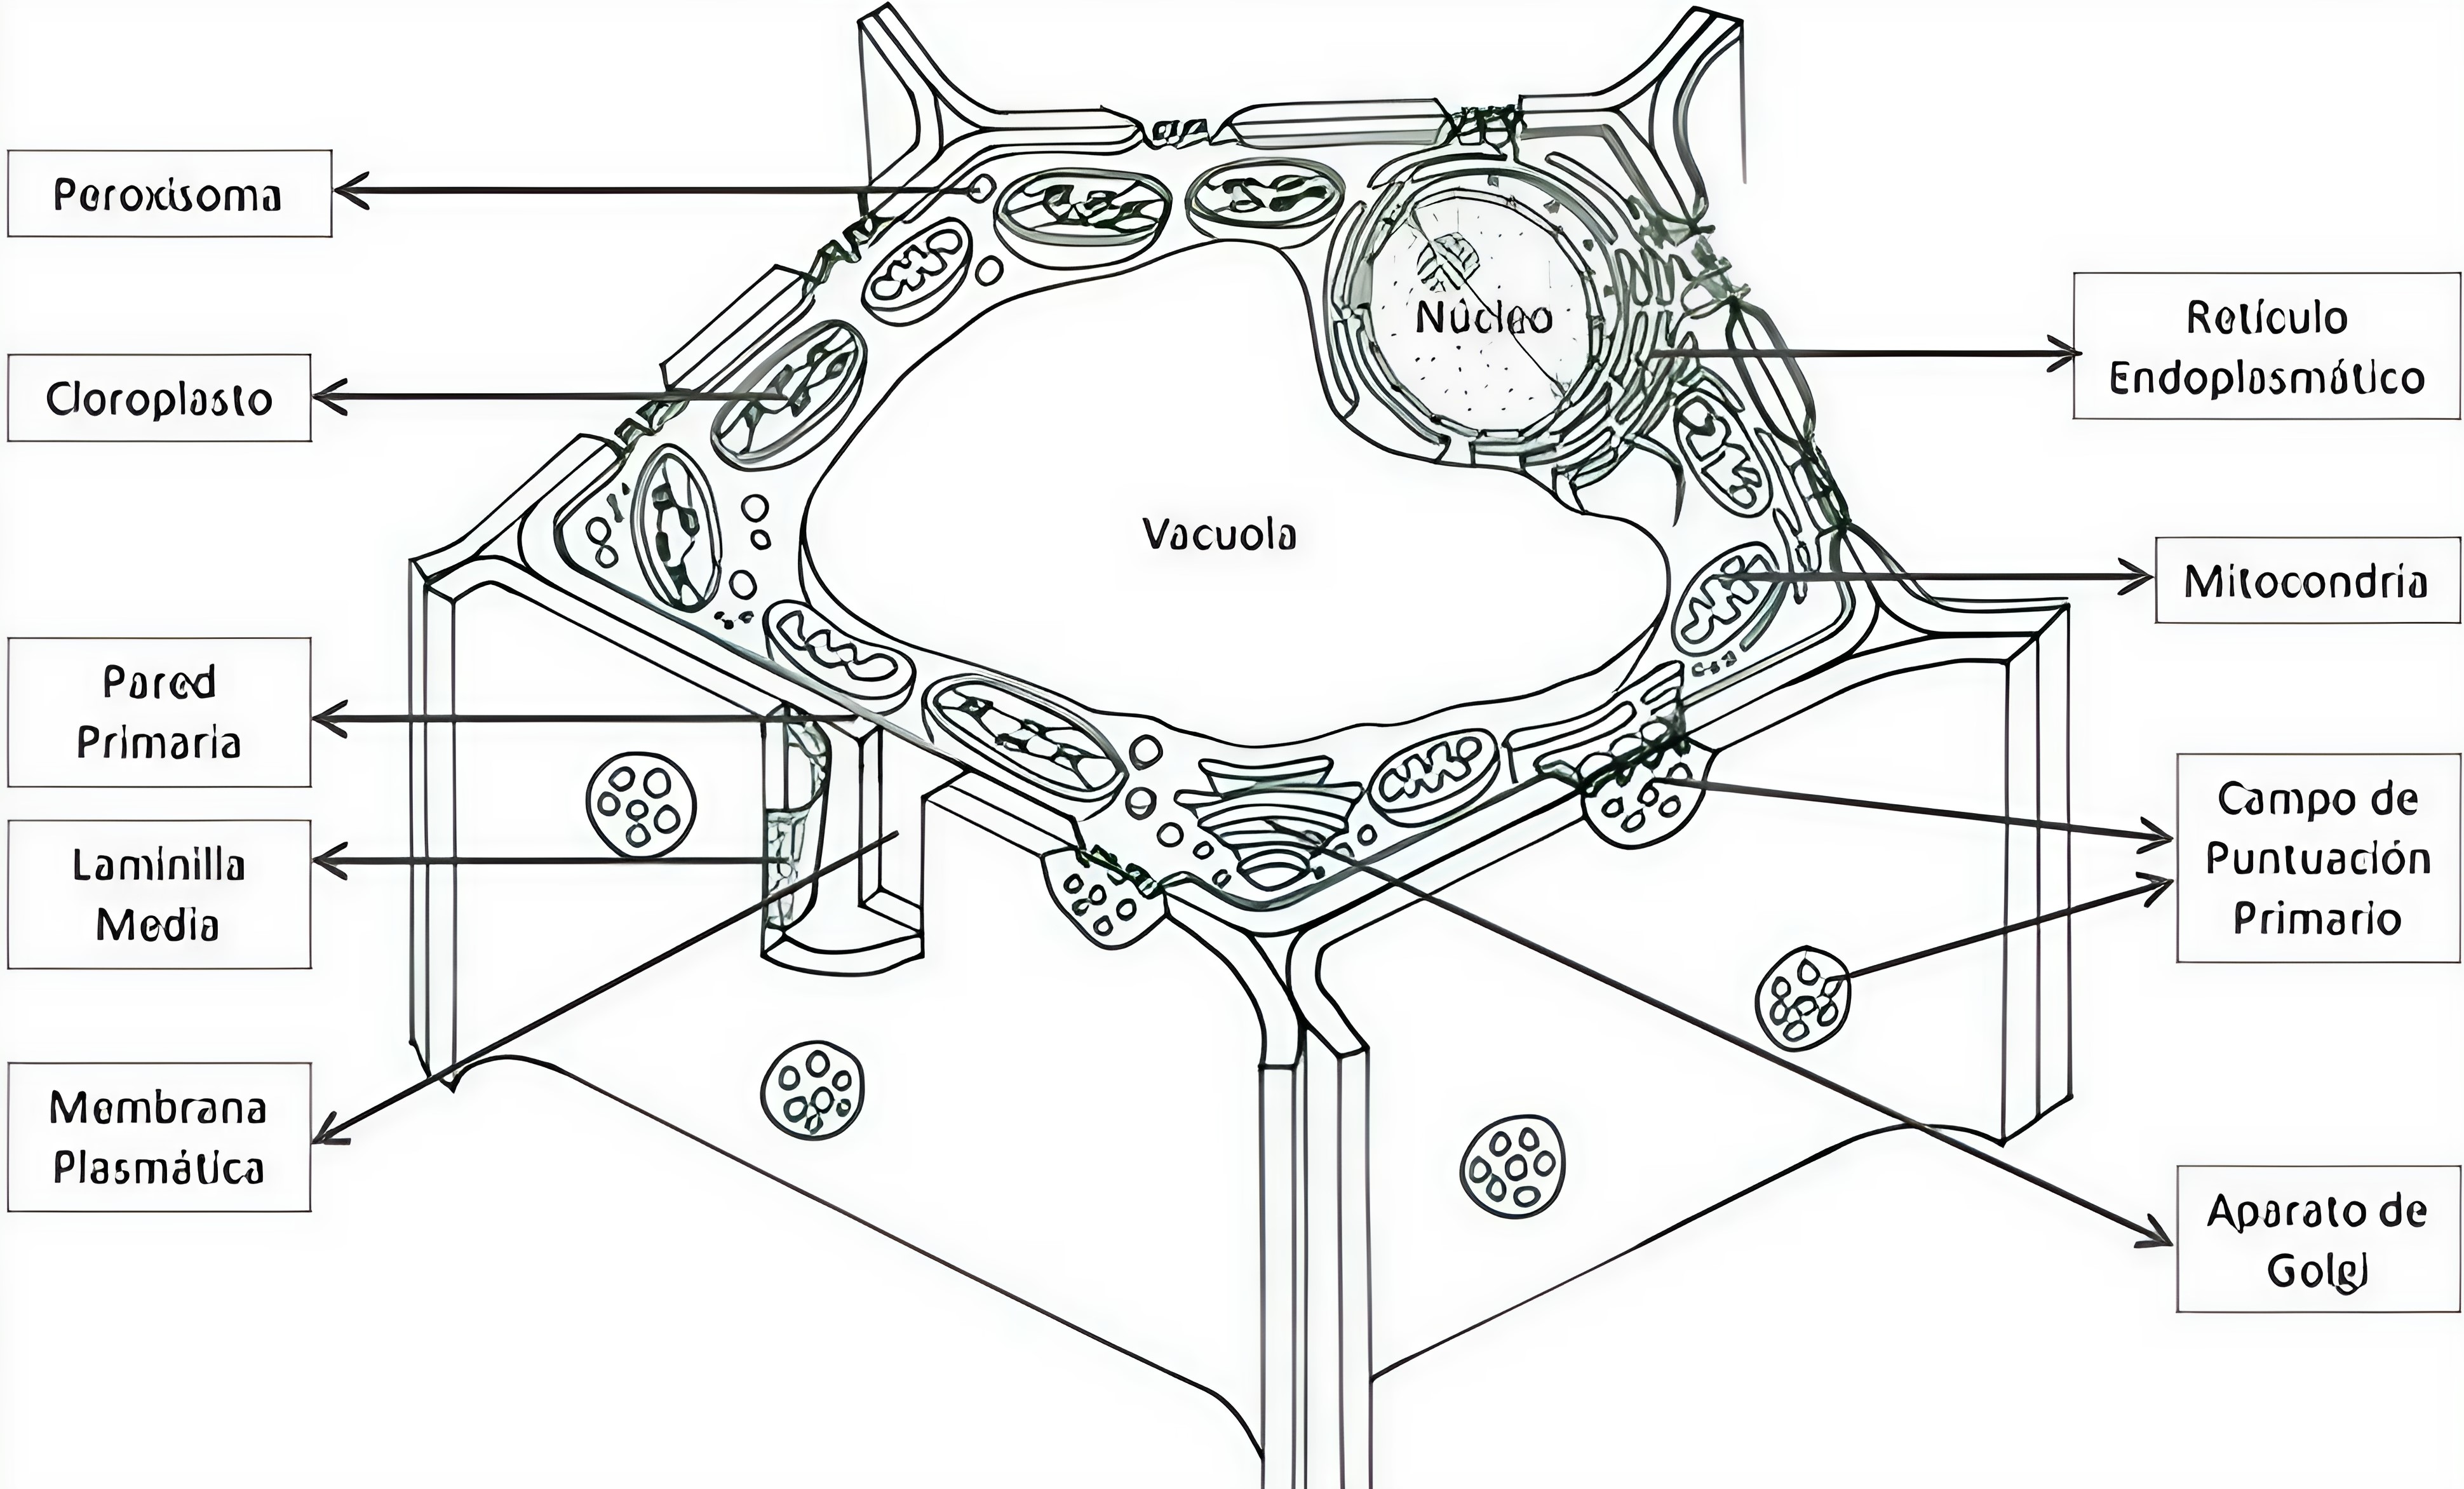 Peroxisoma
Cloroplasto
Pared
Primaria
Laminilla
Media
Membrana
Plasmática
Núcleo
Vacuola
Retículo
Endoplasmático
Mitocondria
Campo de
Puntuación
Primario
Aparato de
Golgi